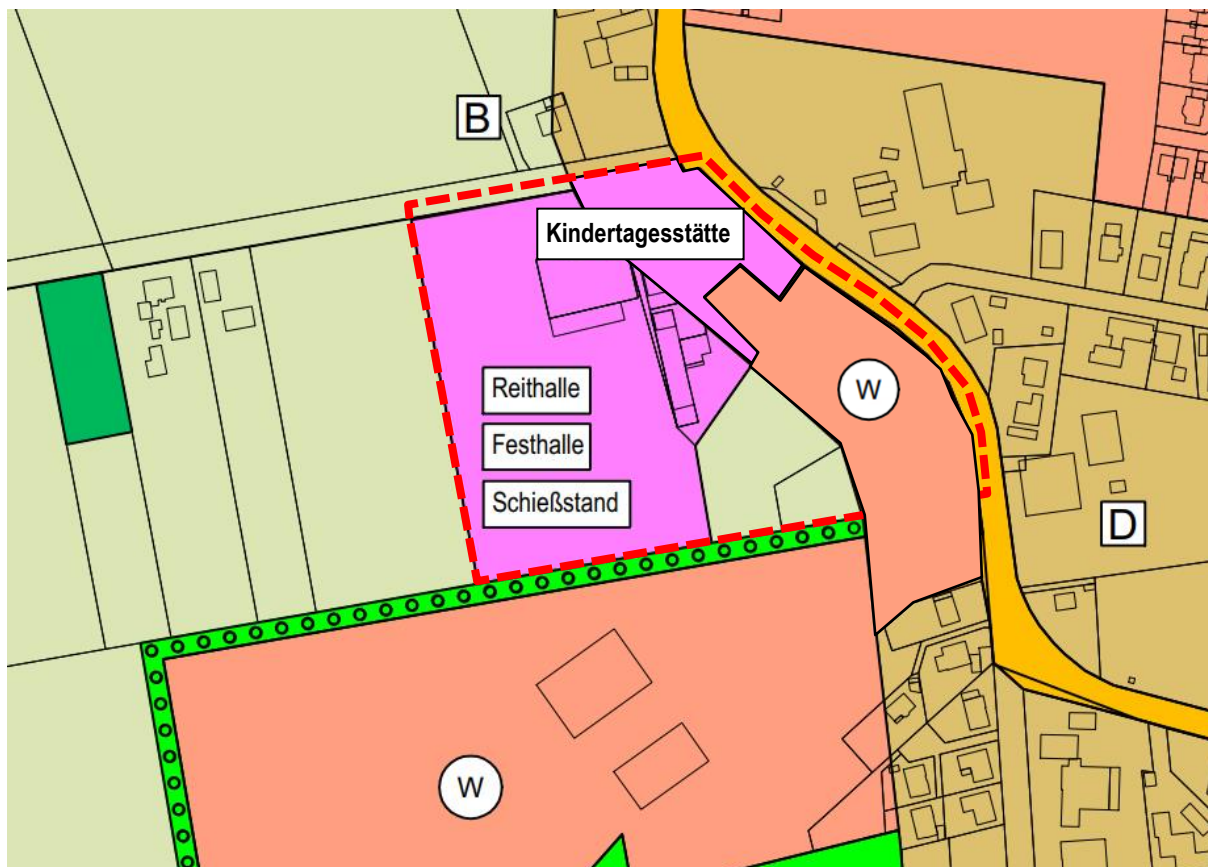 B
Kindertagesstätte
W
Reithalle
Festhalle
Schießstand
D
W